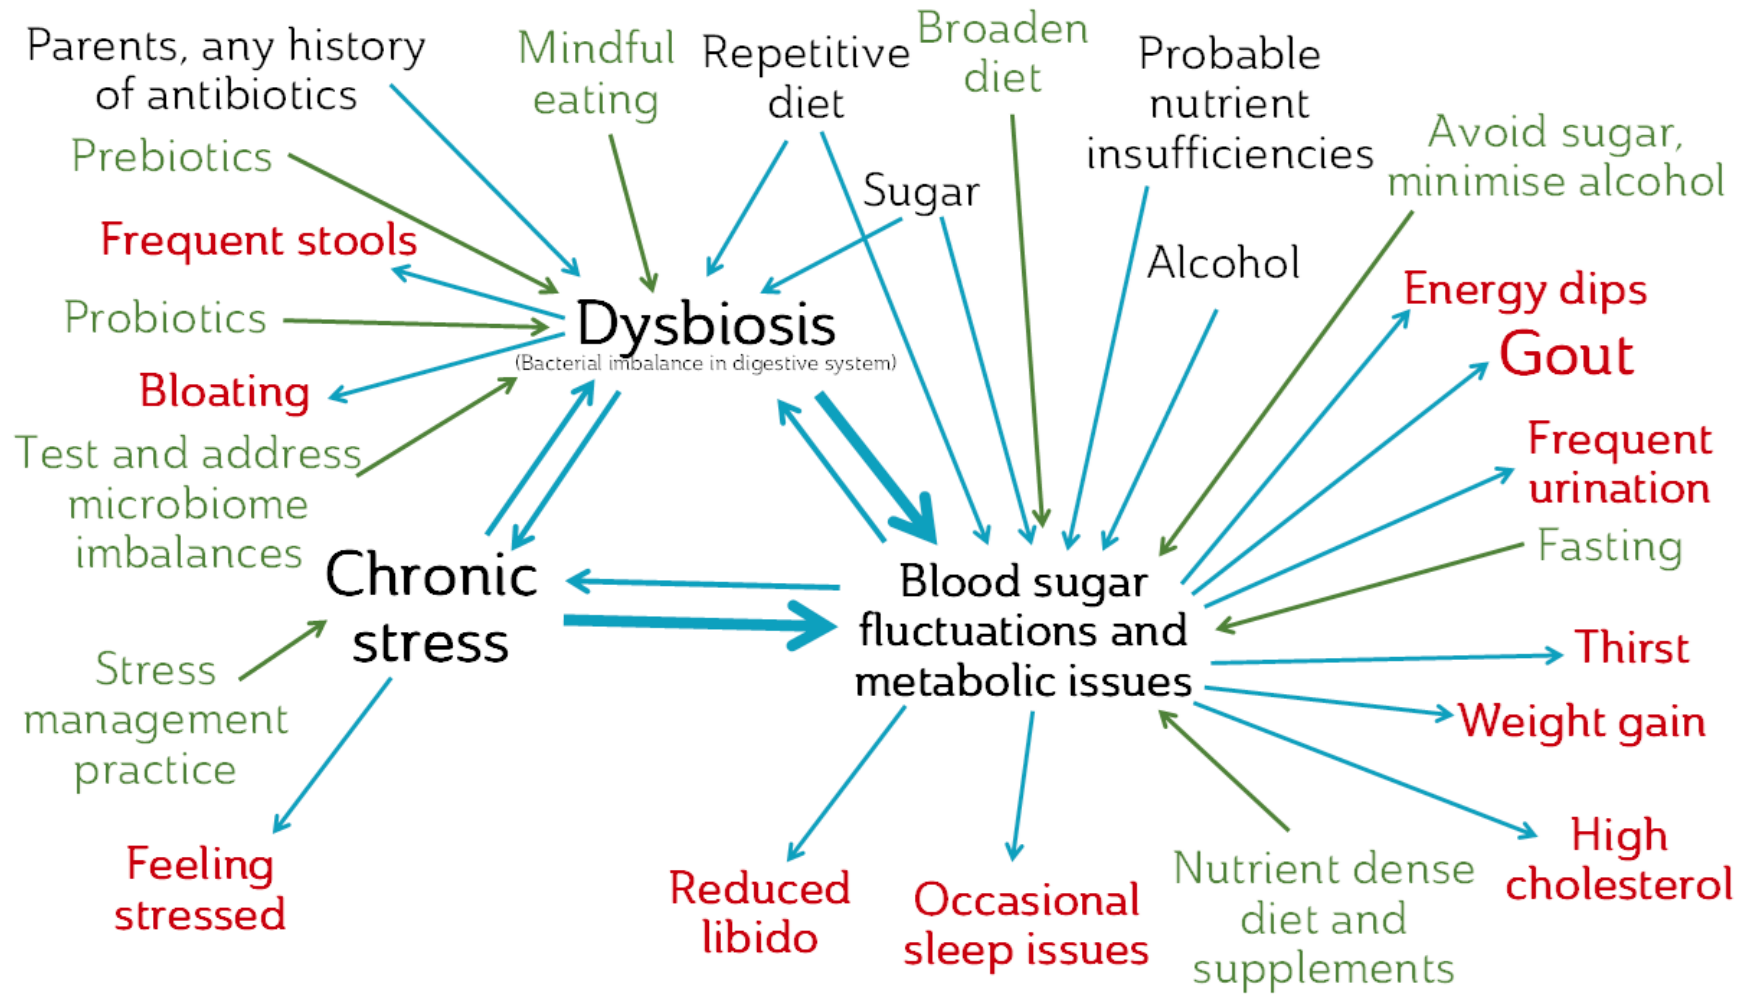 Parents, any history
of antibiotics
Mindful
eating
Repetitive
diet
Broaden
diet
Probable
nutrient
insufficiencies
Avoid sugar,
minimise alcohol
Prebiotics
Sugar
Frequent stools
Alcohol
Energy dips
Probiotics
Dysbiosis
(Bacterial imbalance in digestive system)
Gout
Bloating
Frequent
urination
Test and address
microbiome
imbalances
Fasting
Chronic
stress
Blood sugar
fluctuations and
metabolic issues
Thirst
Stress
management
practice
Weight gain
Feeling
stressed
Reduced
libido
Occasional
sleep issues
Nutrient dense
diet and
supplements
High
cholesterol